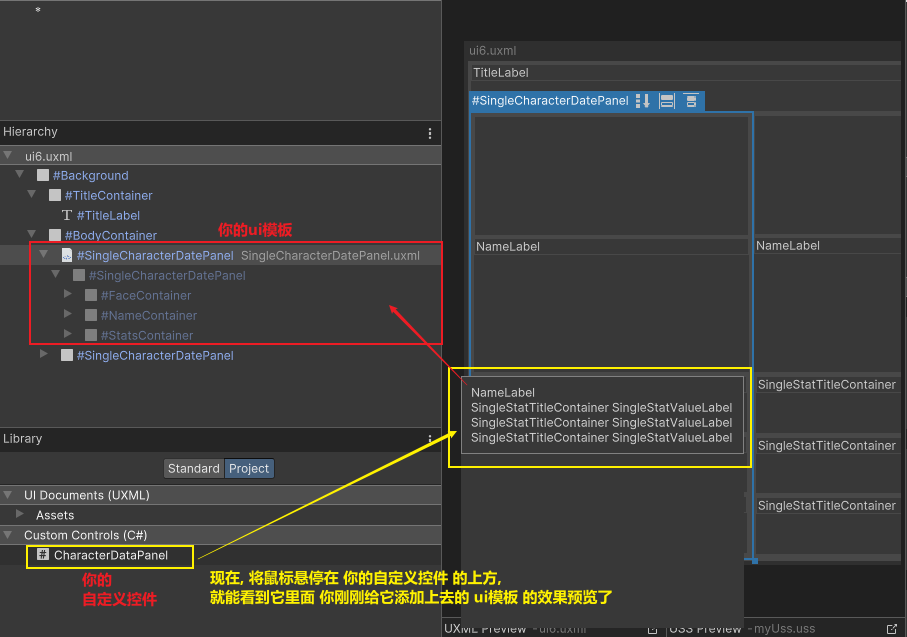 *
Hierarchy
ui6.uxml
#Background
#TitleContainer
T #TitleLabel
#BodyContainer
你的ui模板
#SingleCharacterDatePanel SingleCharacterDatePanel.uxml
#SingleCharacterDatePanel
#FaceContainer
#NameContainer
#StatsContainer
#SingleCharacterDatePanel
Library
Standard Project
UI Documents (UXML)
Assets
Custom Controls (C#)
# CharacterDataPanel
你的
自定义控件
现在, 将鼠标悬停在 你的自定义控件 的上方,
就能看到它里面 你刚刚给它添加上去的 ui模板 的效果预览了
ui6.uxml
TitleLabel
#SingleCharacterDatePanel
NameLabel
NameLabel
NameLabel
SingleStatTitleContainer SingleStatValueLabel
SingleStatTitleContainer SingleStatValueLabel
SingleStatTitleContainer SingleStatValueLabel
SingleStatTitleContainer
SingleStatTitleContainer
SingleStatTitleContainer
UXML Preview - ui6.uxml
USS Preview - myUss.uss